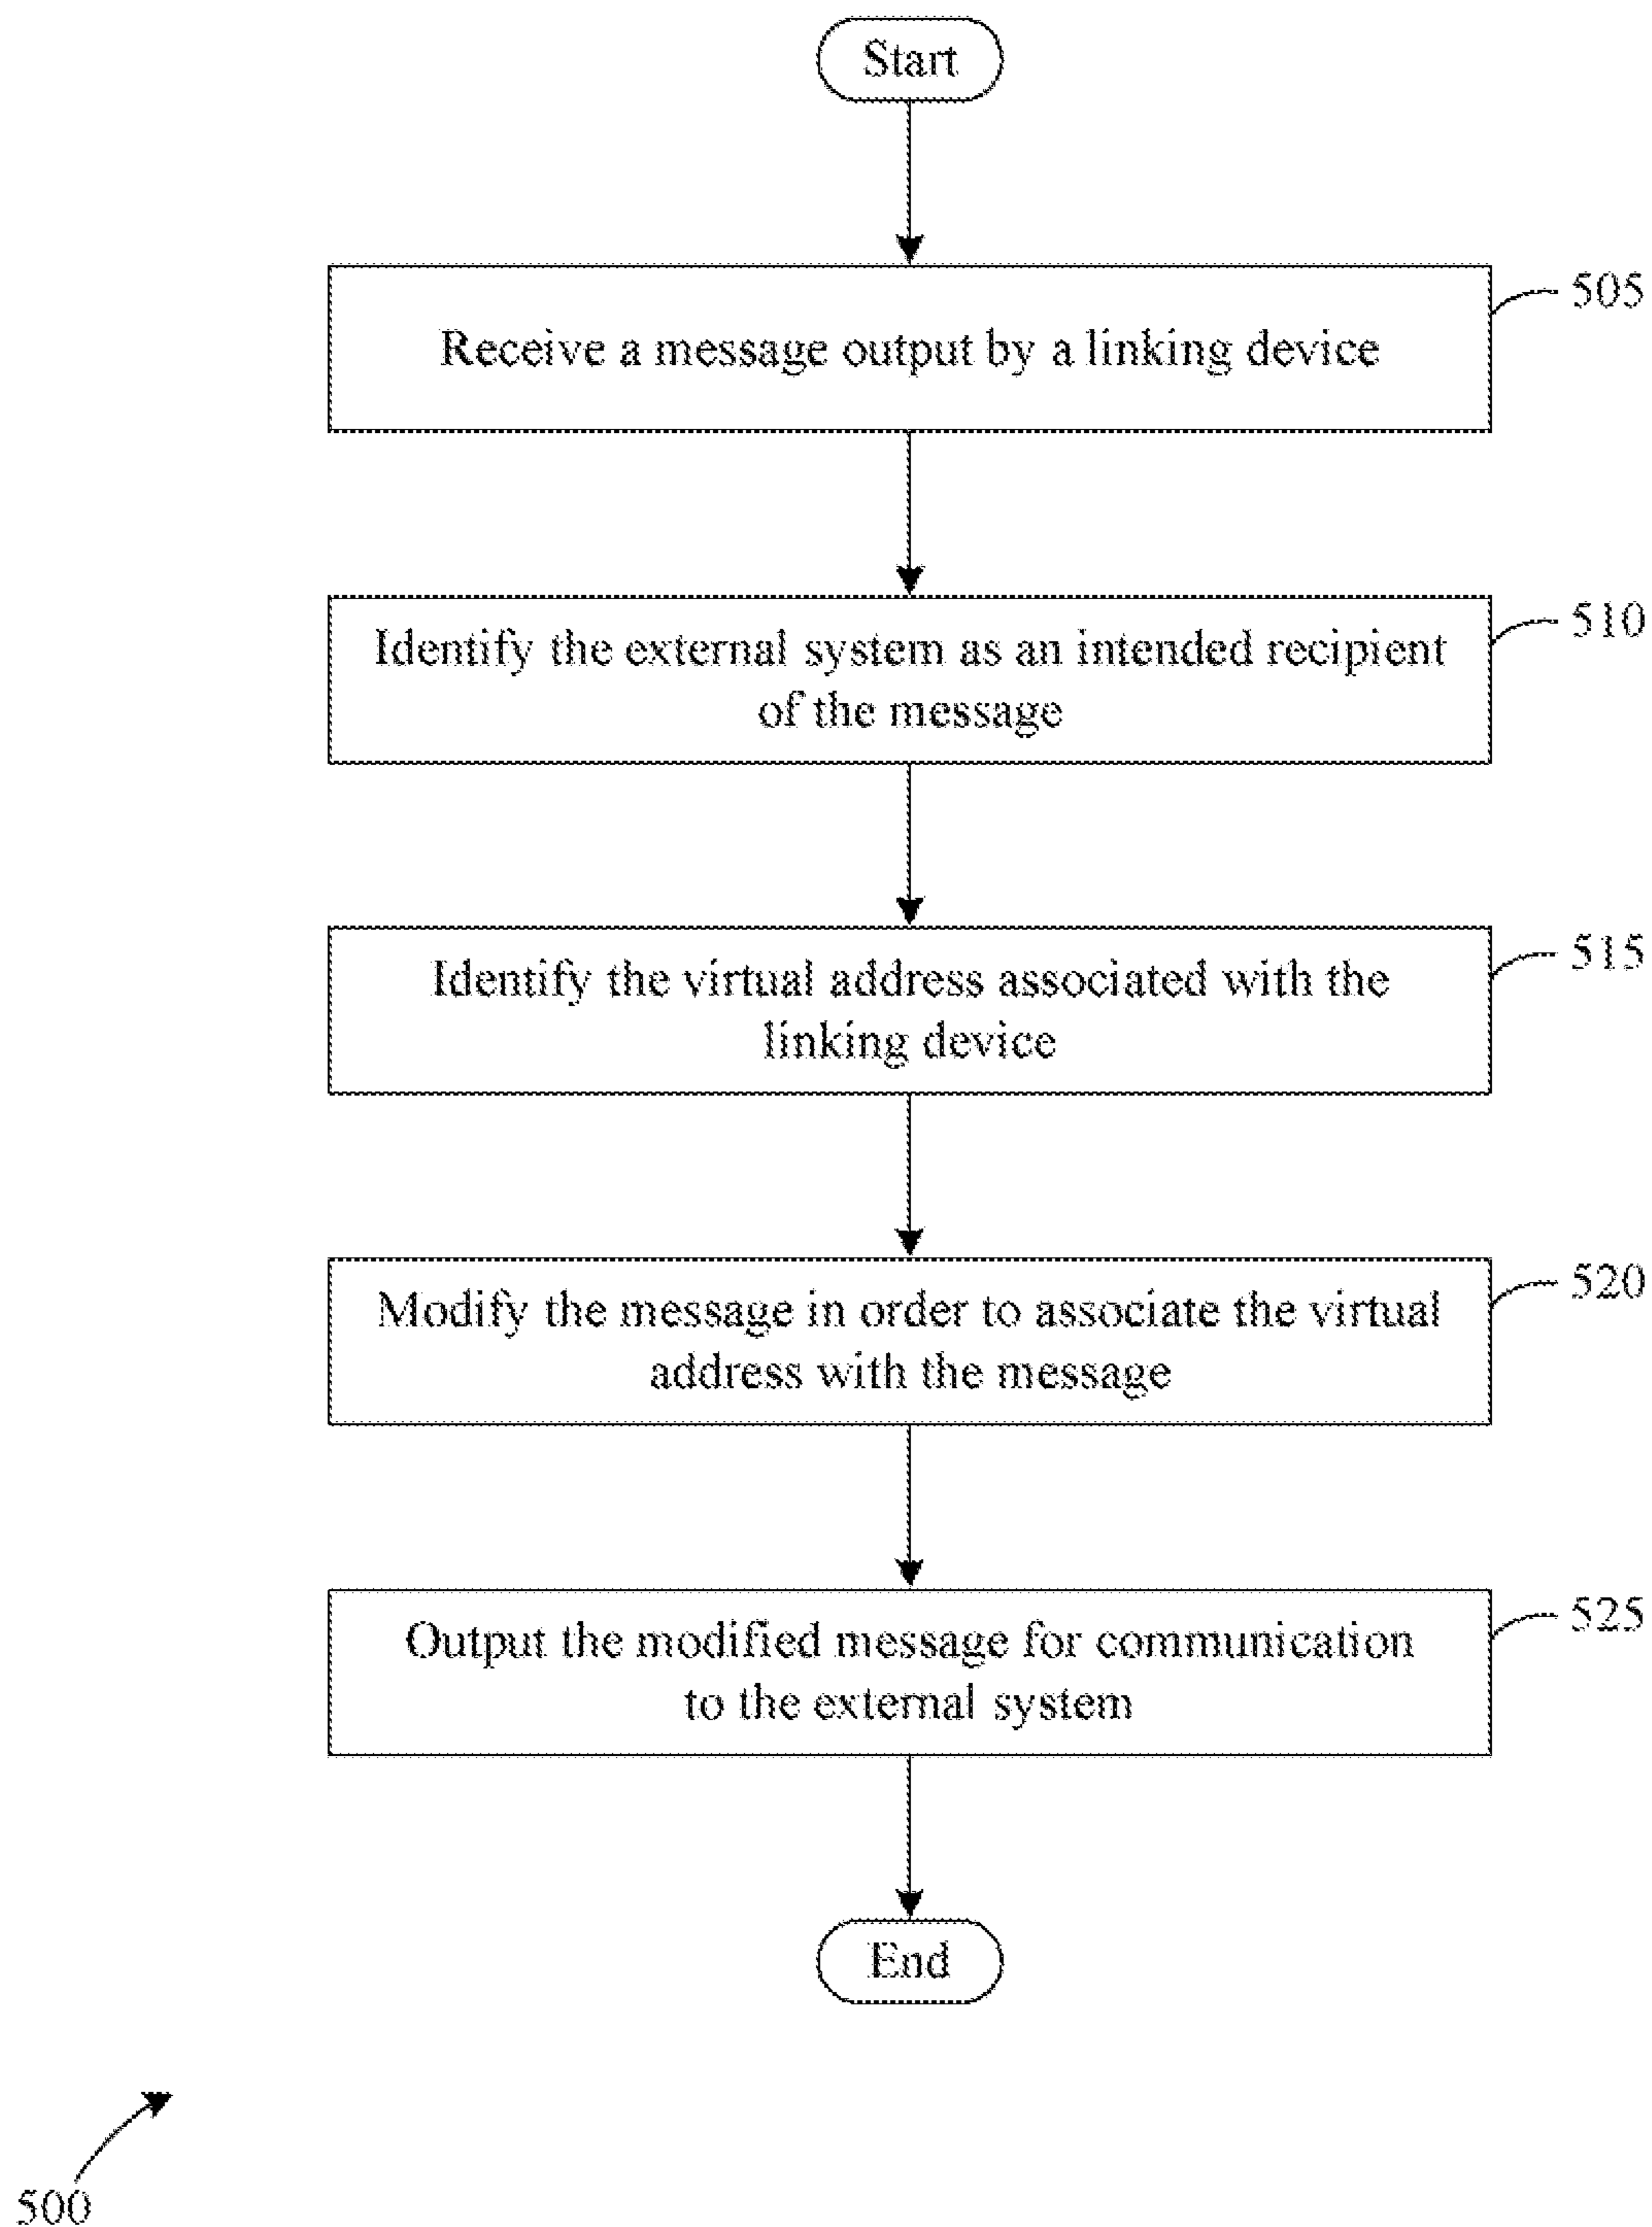 Start
505
Receive a message output by a linking device
510
Identify the external system as an intended recipient
of the message
515
Identify the virtual address associated with the
linking device
520
Modify the message in order to associate the virtual
address with the message
525
Output the modified message for communication
to the external system
End
500